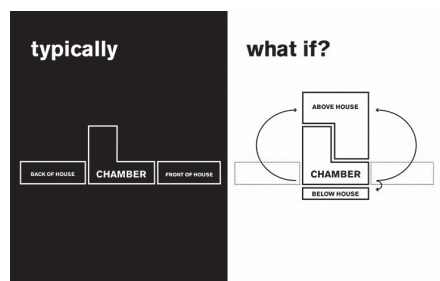 typically
BACK OF HOUSE
CHAMBER
FRONT OF HOUSE
what if?
ABOVE HOUSE
CHAMBER
BELOW HOUSE